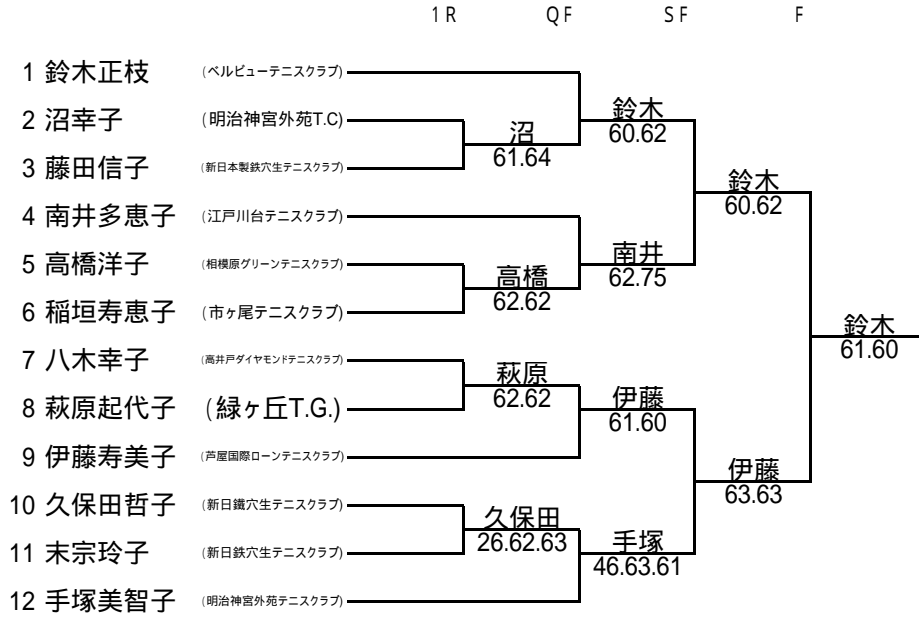 1R QF SF F
1 鈴木正枝 (ベルビューテニスクラブ)
鈴木
2 沼幸子 (明治神宮外苑T.C)
沼
60.62
61.64
3 藤田信子 (新日本製鉄穴生テニスクラブ)
鈴木
60.62
4 南井多恵子 (江戸川台テニスクラブ)
南井
5 高橋洋子 (相模原グリーンテニスクラブ)
高橋
62.75
62.62
6 稲垣寿恵子 (市ヶ尾テニスクラブ)
鈴木
61.60
7 八木幸子 (高井戸ダイヤモンドテニスクラブ)
萩原
62.62
伊藤
8 萩原起代子 (緑ヶ丘T.G.)
61.60
9 伊藤寿美子 (芦屋国際ローンテニスクラブ)
伊藤
63.63
10 久保田哲子 (新日鐵穴生テニスクラブ)
久保田
26.62.63
手塚
11 末宗玲子 (新日鉄穴生テニスクラブ)
46.63.61
12 手塚美智子 (明治神宮外苑テニスクラブ)